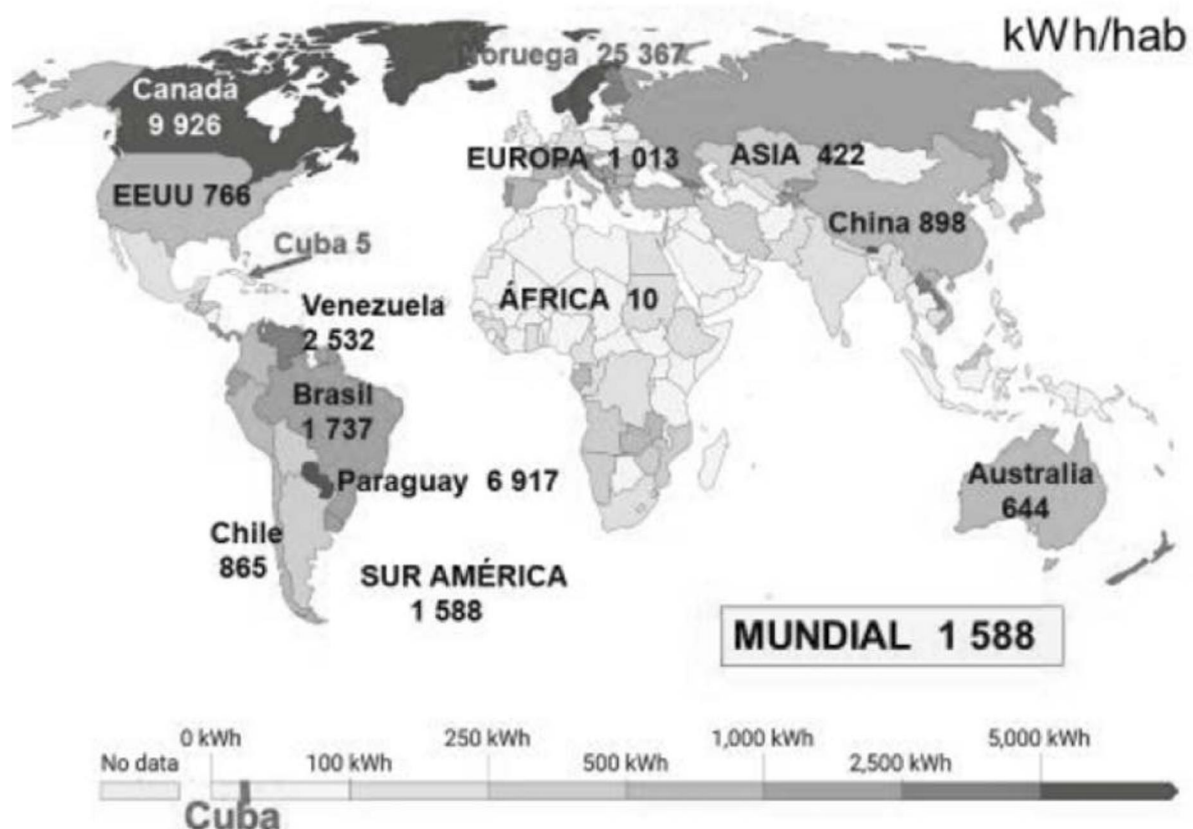 kWh/hab
Noruega 25 367
Canadá
9 926
EUROPA 1 013
ASIA 422
EEUU 766
China 898
Cuba 5
Venezuela
2 532
ÁFRICA 10
Brasil
1 737
Paraguay 6 917
Australia
644
Chile
865
SUR AMÉRICA
1 588
MUNDIAL 1 588
0 kWh 250 kWh 1,000 kWh 5,000 kWh
No data 100 kWh 500 kWh 2,500 kWh
Cuba